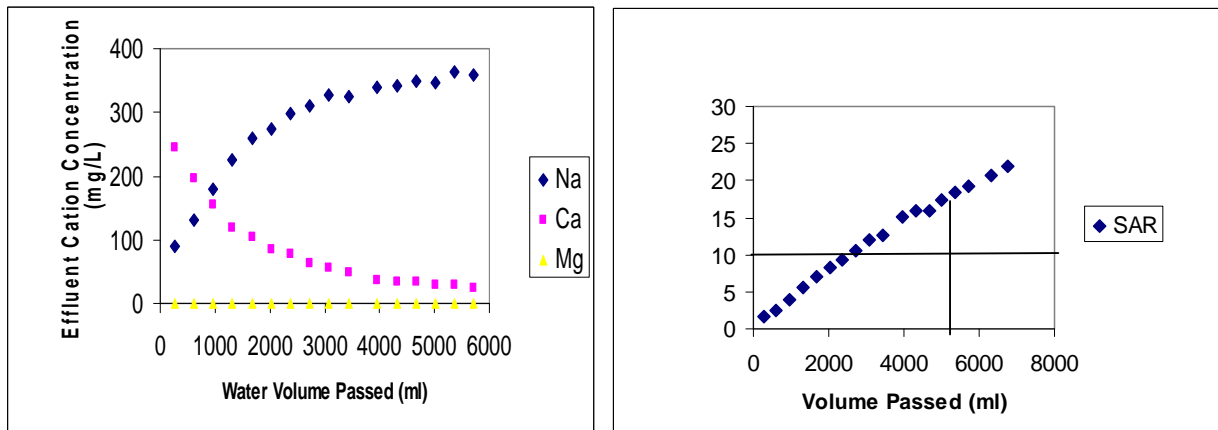 Effluent Cation Concentration
(mg/L)
400
300
200
100
0
0 1000 2000 3000 4000 5000 6000
Water Volume Passed (ml)
Na
Ca
Mg
30
25
20
15
10
5
0
0 2000 4000 6000 8000
Volume Passed (ml)
SAR